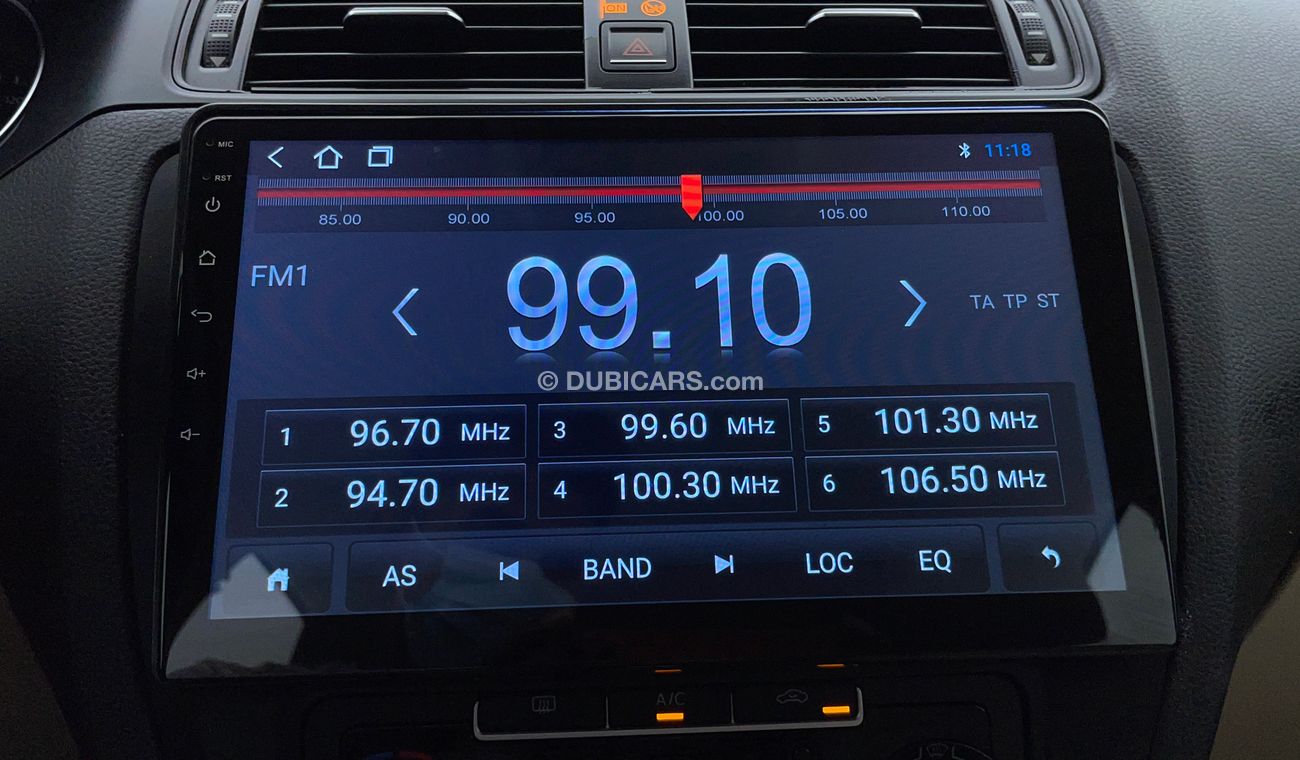 ON
MIC
RST
11:18
85.00 90.00 95.00 100.00 105.00 110.00
FM1
99.10
TA TP ST
© DUBICARS.com
1 96.70 MHz
2 94.70 MHz
3 99.60 MHz
4 100.30 MHz
5 101.30 MHz
6 106.50 MHz
AS BAND LOC EQ
A/C